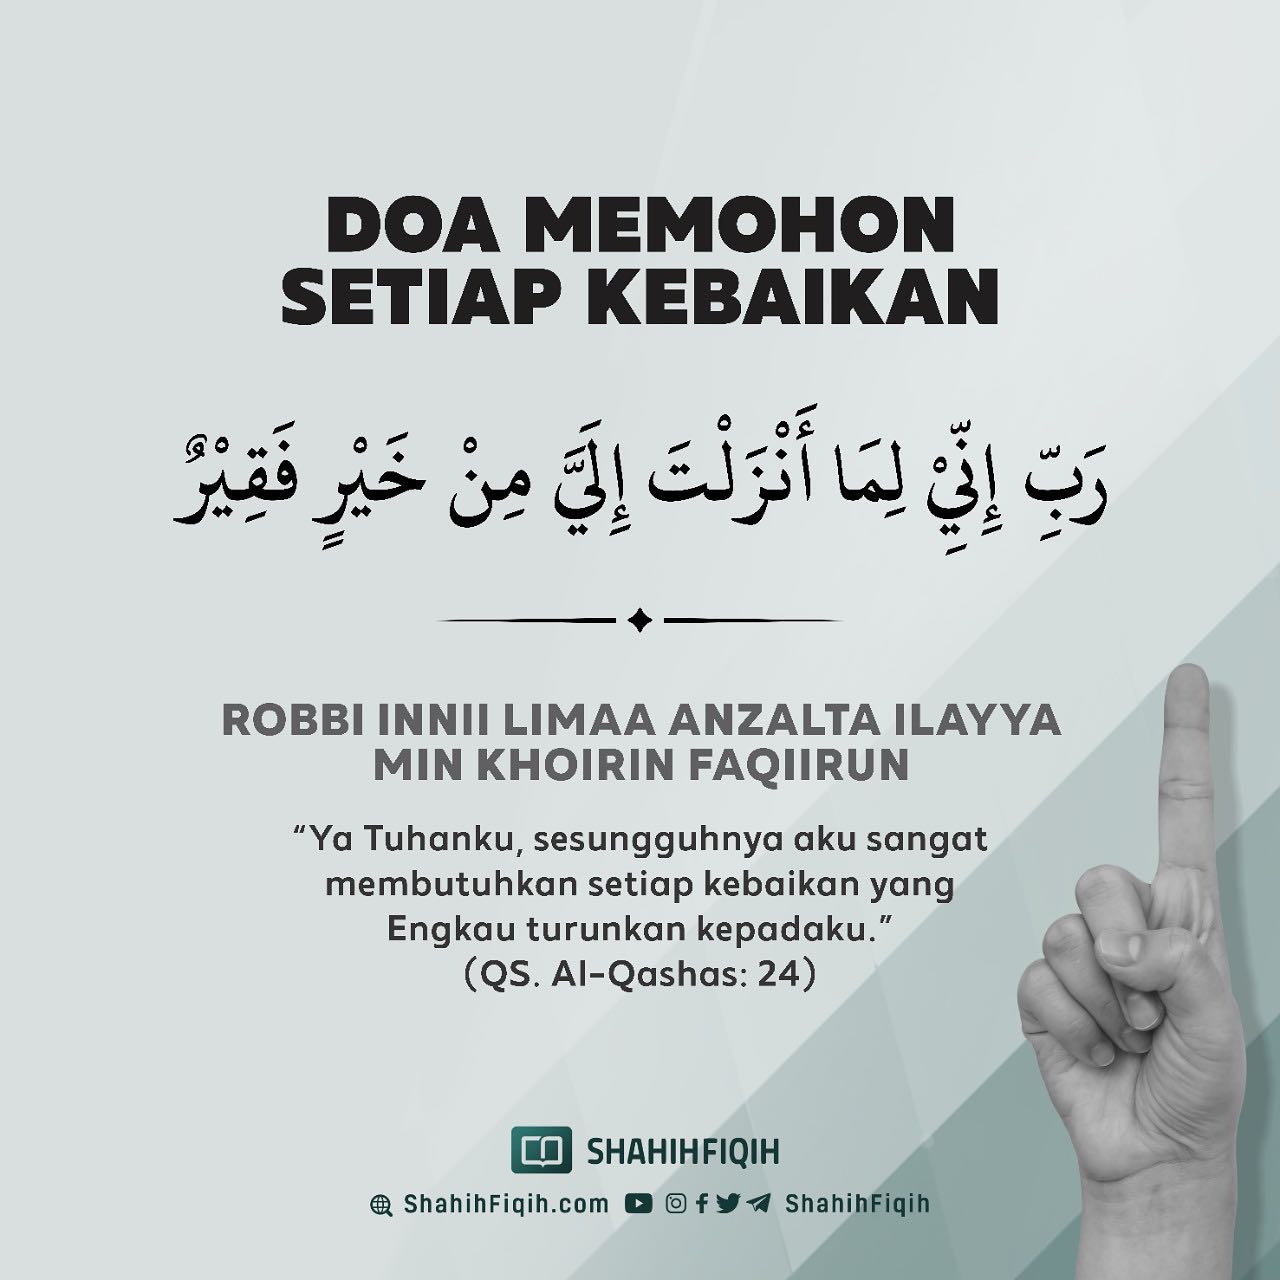 DOA MEMOHON
SETIAP KEBAIKAN
رَبِّ إِنِّيْ لِمَا أَنْزَلْتَ إِلَيَّ مِنْ خَيْرٍ فَقِيْرٌ
ROBBI INNII LIMAA ANZALTA ILAYYA
MIN KHOIRIN FAQIIRUN
“Ya Tuhanku, sesungguhnya aku sangat
membutuhkan setiap kebaikan yang
Engkau turunkan kepadaku.”
(QS. Al-Qashas: 24)
SHAHIHFIQIH
ShahihFiqih.com ShahihFiqih